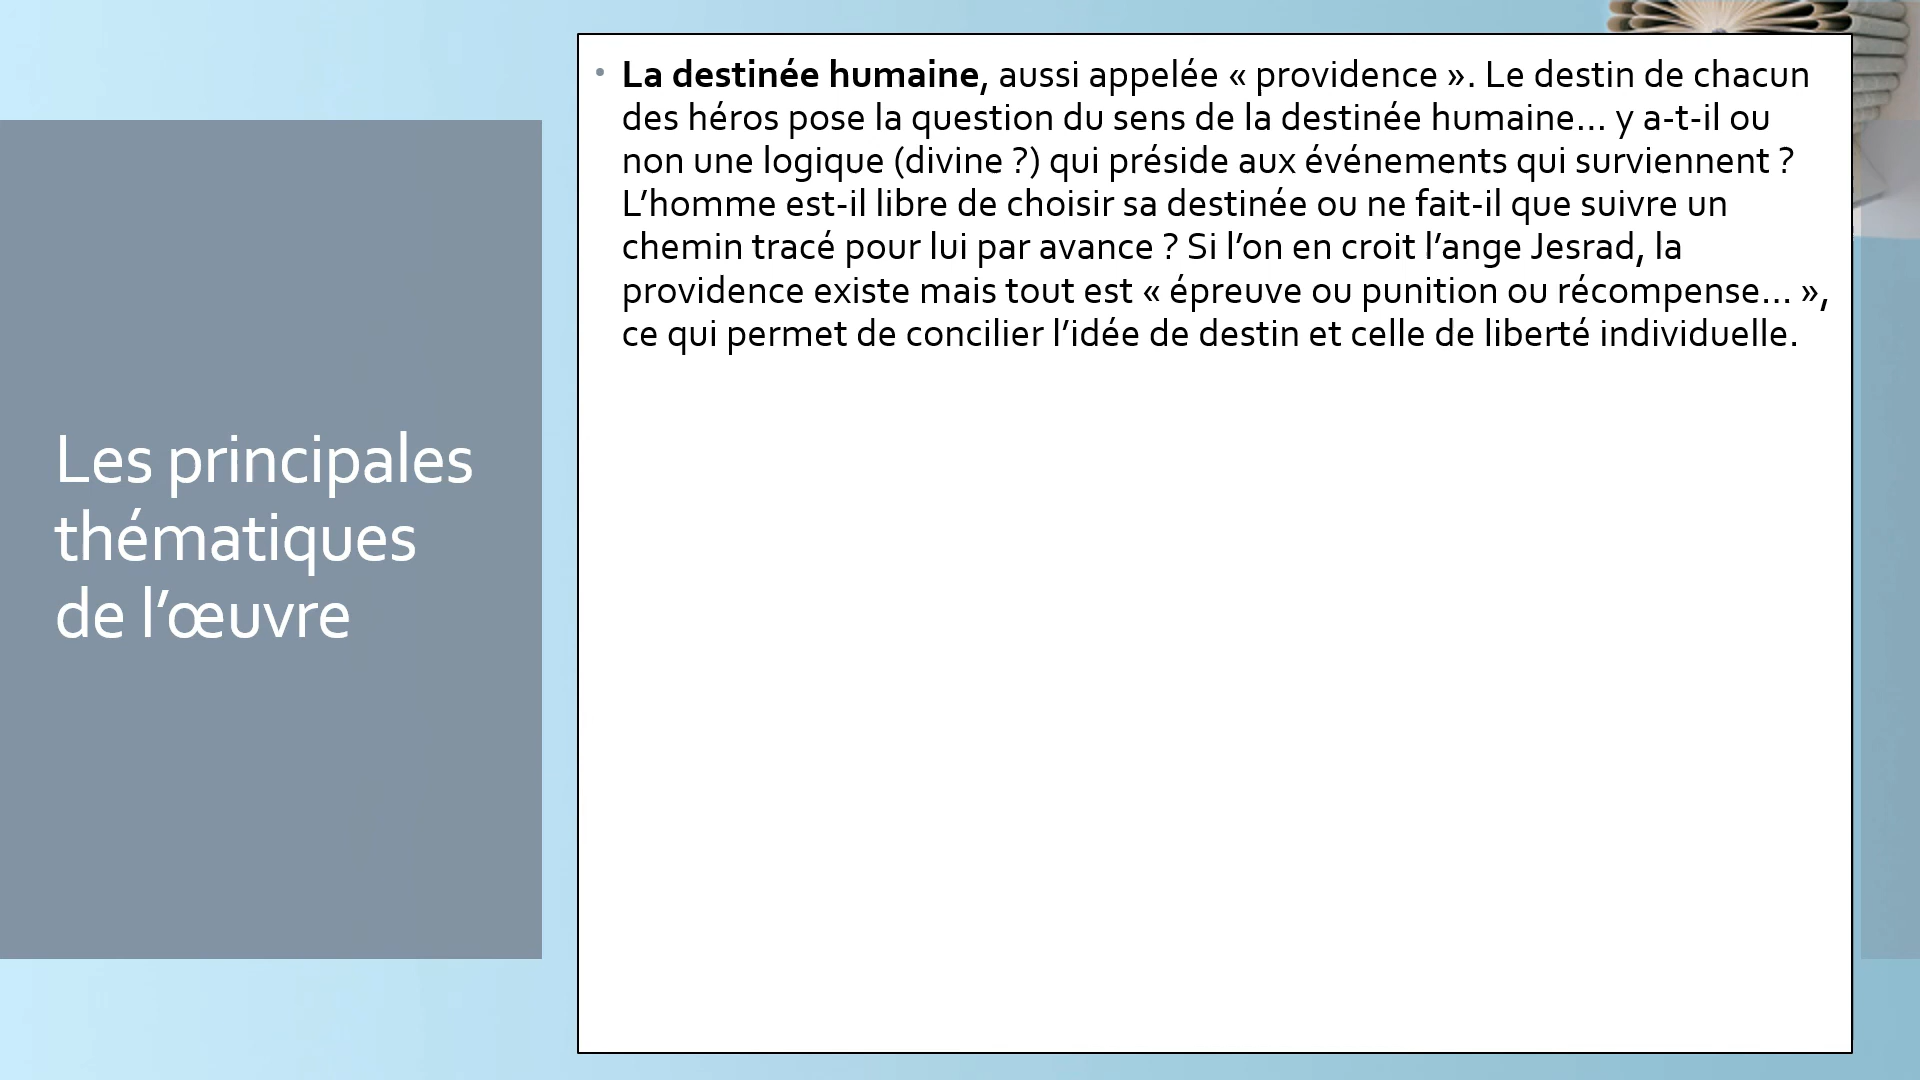 Les principales
thématiques
de l’œuvre
• La destinée humaine, aussi appelée « providence ». Le destin de chacun
des héros pose la question du sens de la destinée humaine… y a-t-il ou
non une logique (divine ?) qui préside aux événements qui surviennent ?
L’homme est-il libre de choisir sa destinée ou ne fait-il que suivre un
chemin tracé pour lui par avance ? Si l’on en croit l’ange Jesrad, la
providence existe mais tout est « épreuve ou punition ou récompense… »,
ce qui permet de concilier l’idée de destin et celle de liberté individuelle.